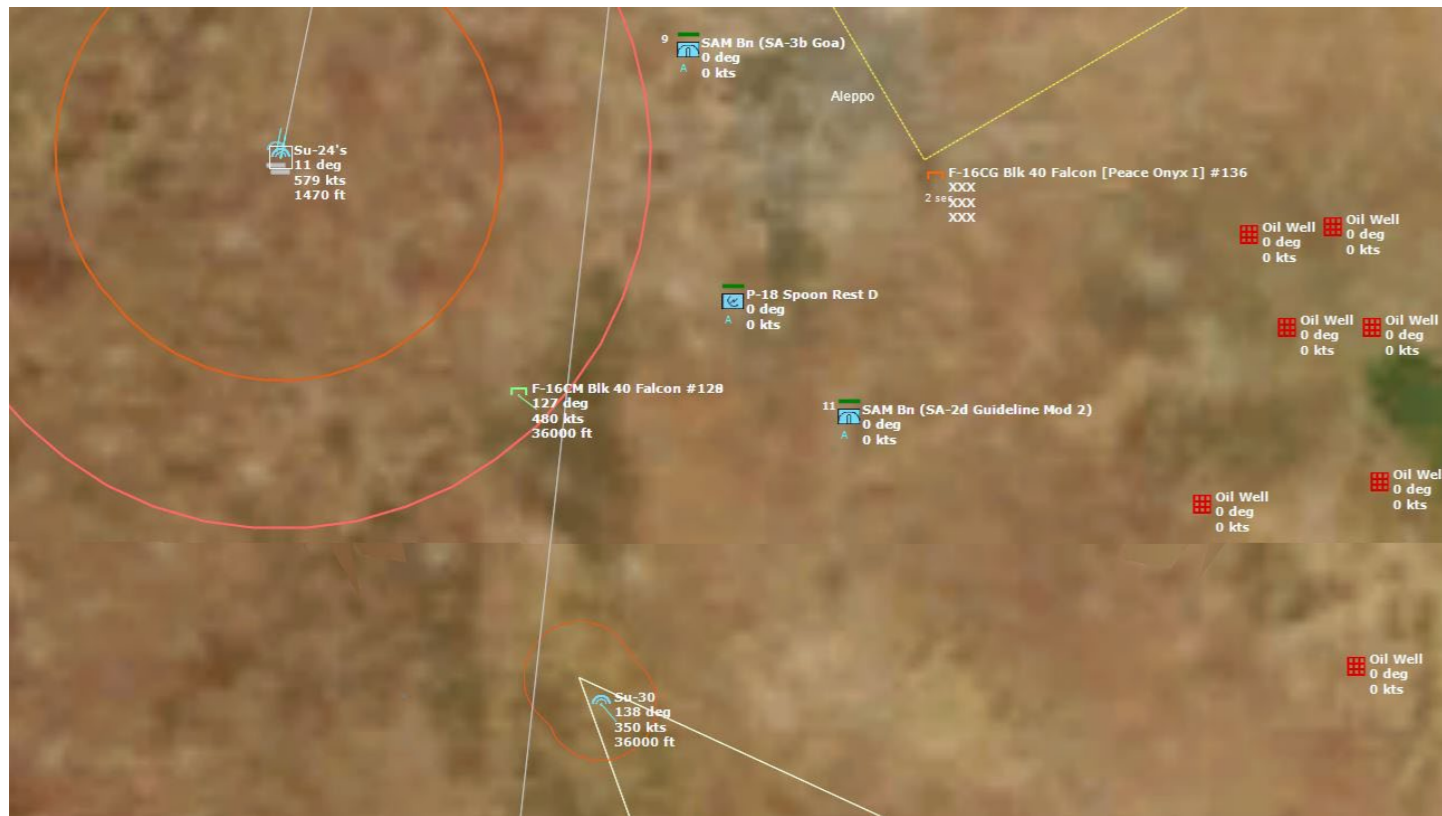 9
SAM Bn (SA-3b Goa)
0 deg
A
0 kts
Aleppo
Su-24's
11 deg
579 kts
1470 ft
F-16CG Blk 40 Falcon [Peace Onyx I] #136
XXX
2 sec
XXX
XXX
Oil Well
0 deg
0 kts
Oil Well
0 deg
0 kts
P-18 Spoon Rest D
0 deg
A
0 kts
Oil Well
0 deg
0 kts
Oil Well
0 deg
0 kts
F-16CM Blk 40 Falcon #128
127 deg
480 kts
36000 ft
11
SAM Bn (SA-2d Guideline Mod 2)
0 deg
A
0 kts
Oil Well
0 deg
0 kts
Oil Wel
0 deg
0 kts
Oil Well
0 deg
0 kts
Su-30
138 deg
350 kts
36000 ft